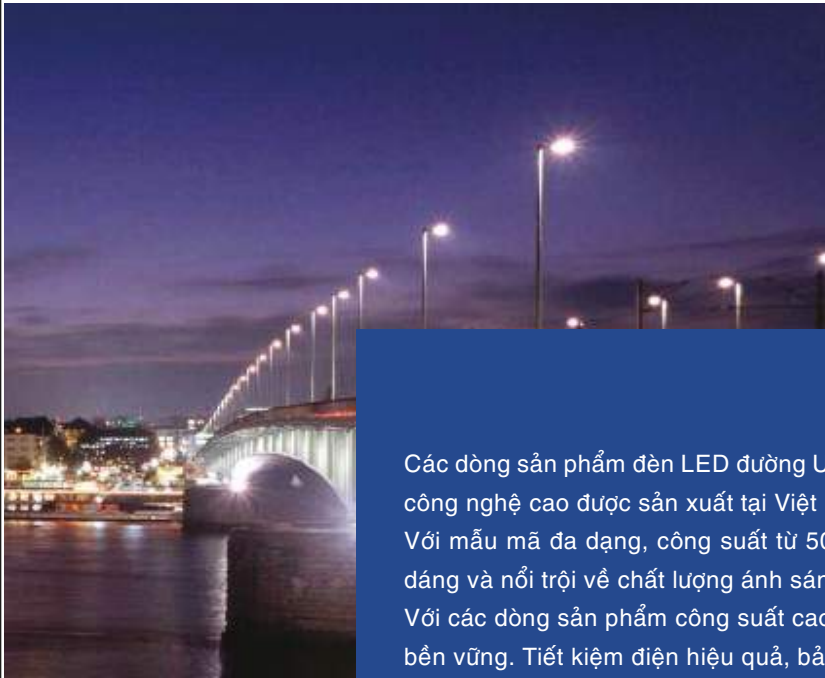 Các dòng sản phẩm đèn LED đường
công nghệ cao được sản xuất tại Việt
Với mẫu mã đa dạng, công suất từ 50
dáng và nổi trội về chất lượng ánh
Với các dòng sản phẩm công suất
bền vững. Tiết kiệm điện hiệu quả,